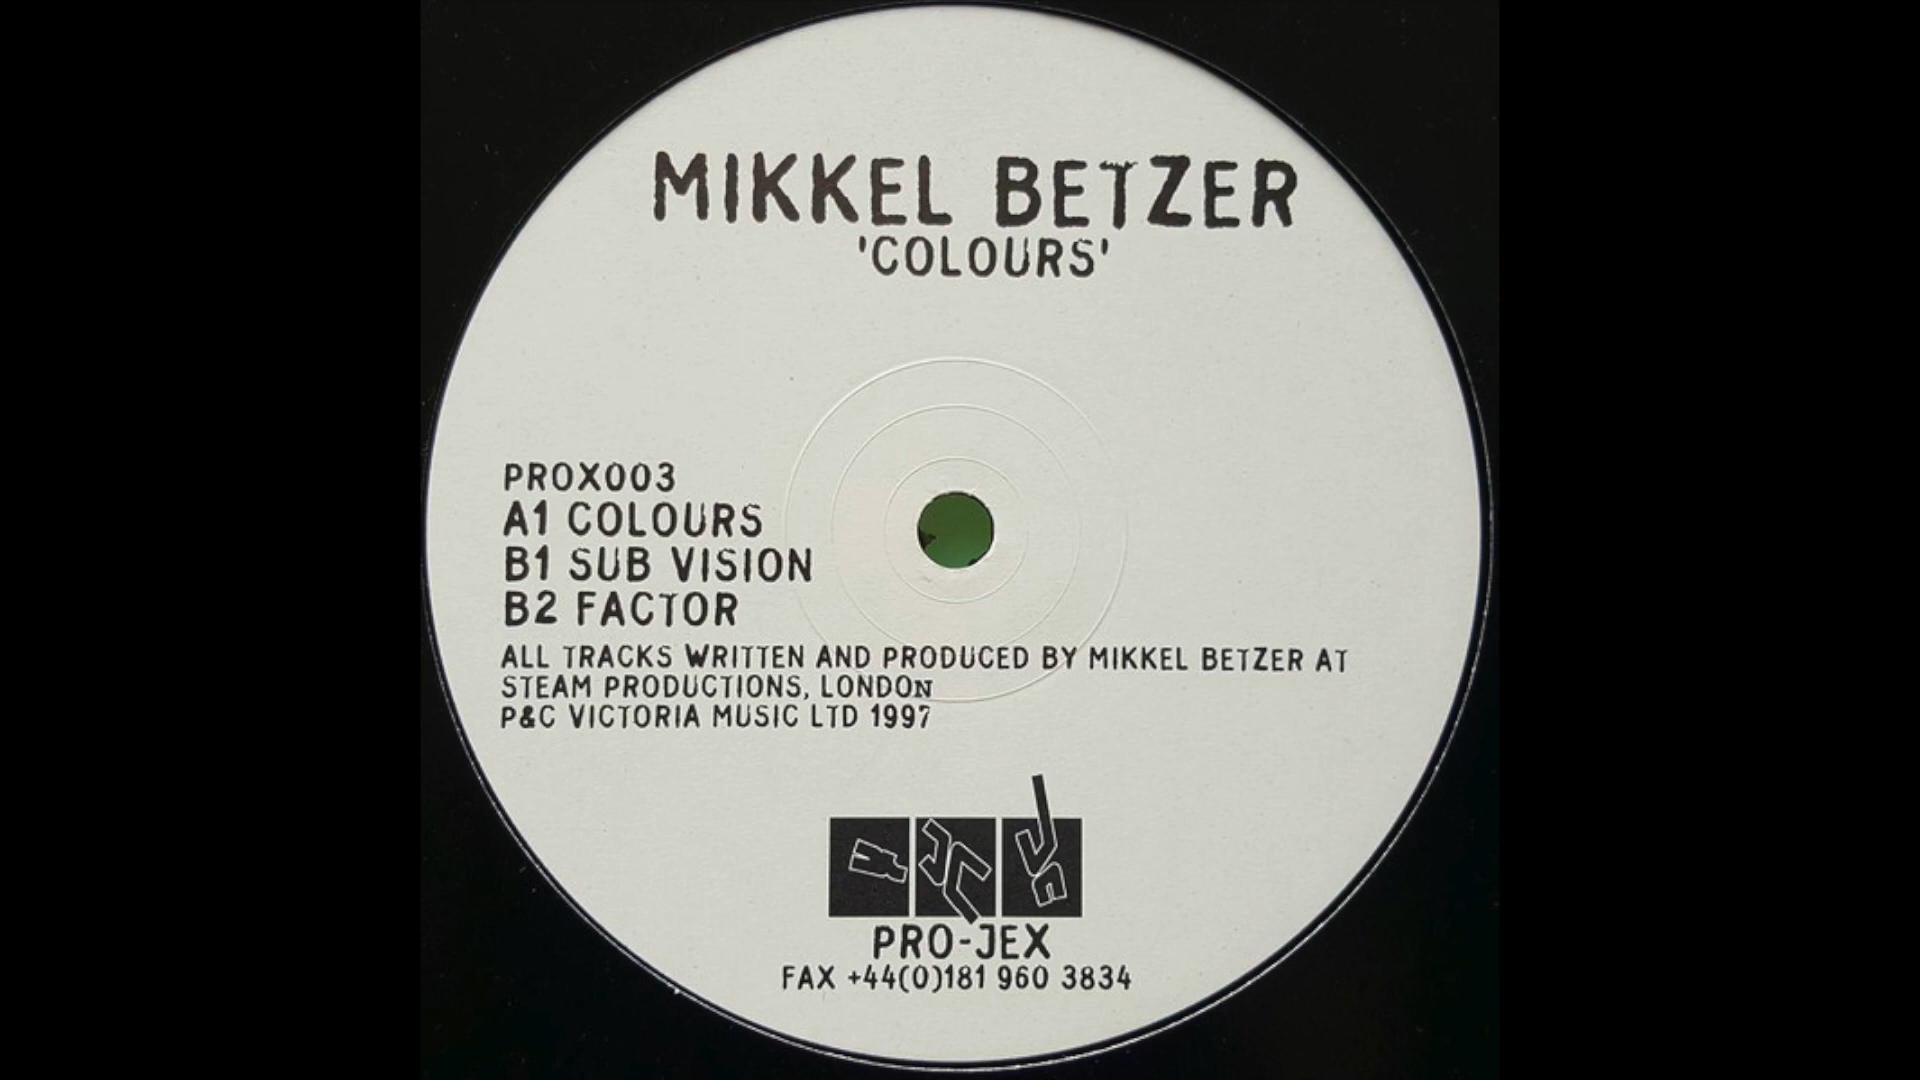 MIKKEL BETZER
'COLOURS'
PROX003
A1 COLOURS
B1 SUB VISION
B2 FACTOR
ALL TRACKS WRITTEN AND PRODUCED BY MIKKEL BETZER AT
STEAM PRODUCTIONS, LONDON
P&C VICTORIA MUSIC LTD 1997
PRO-JEX
FAX +44(0)181 960 3834